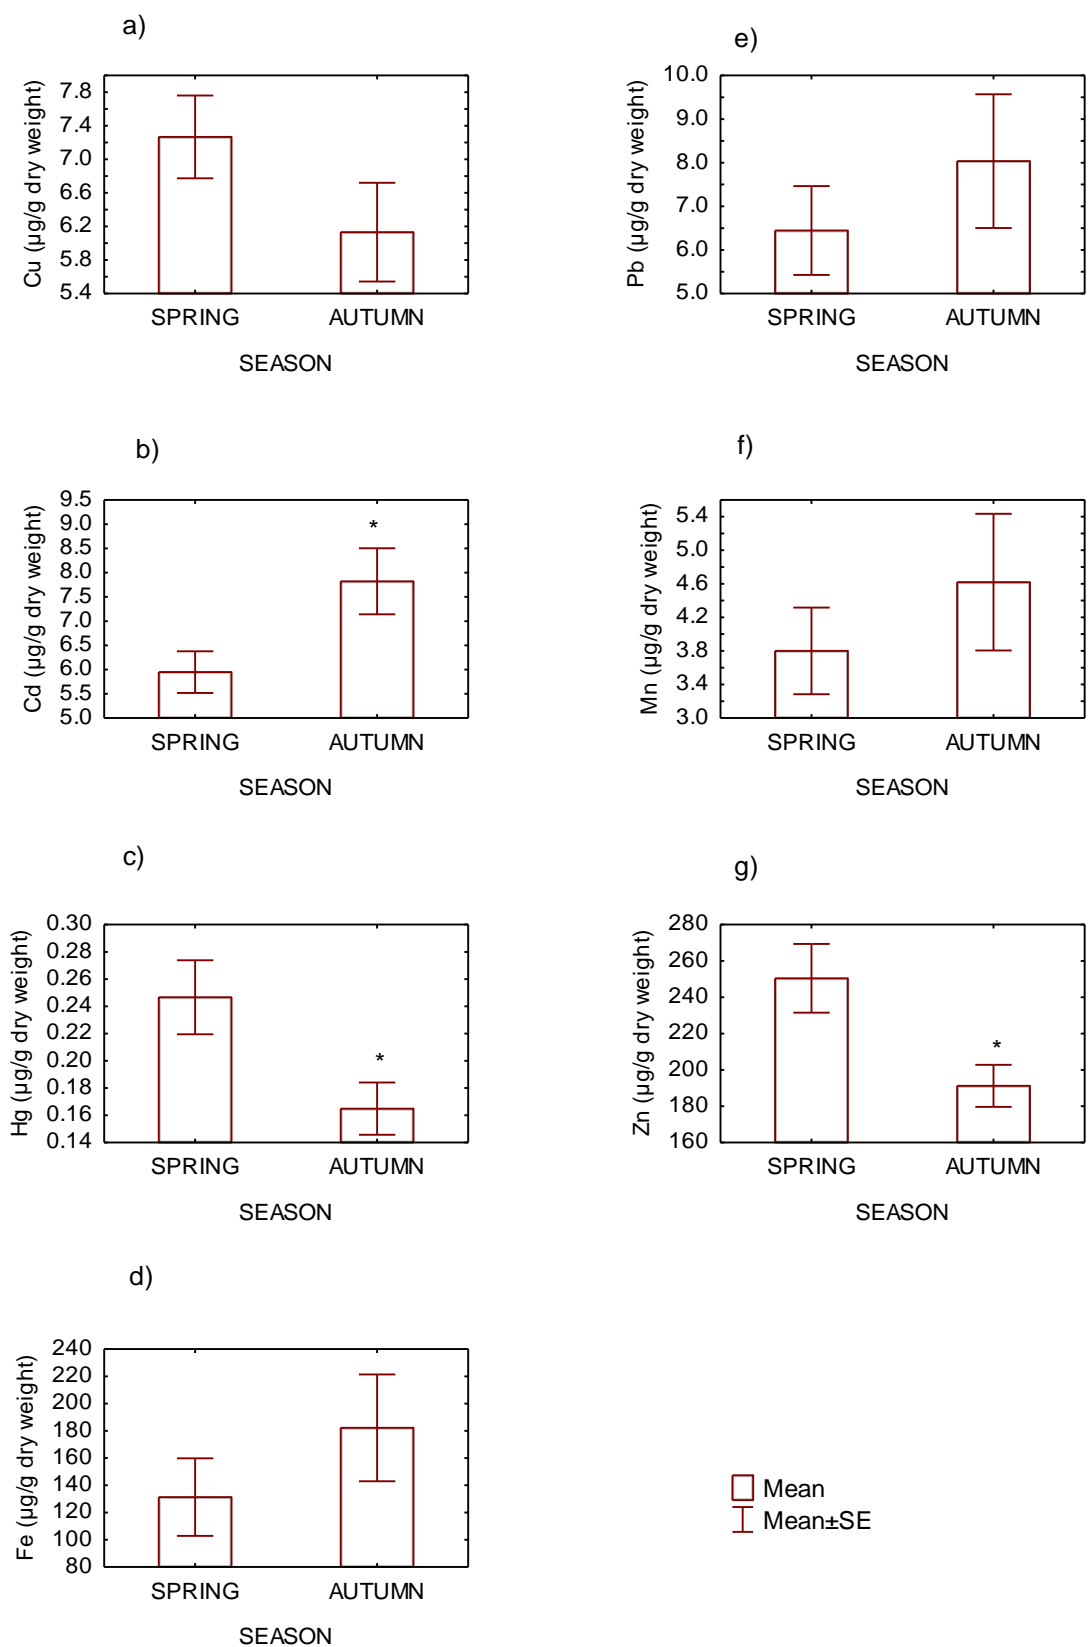 a)
Cu (µg/g dry weight)
7.8
7.4
7.0
6.6
6.2
5.8
5.4
SPRING AUTUMN
SEASON
b)
Cd (µg/g dry weight)
9.5
9.0
8.5
8.0
7.5
7.0
6.5
6.0
5.5
5.0
*
SPRING AUTUMN
SEASON
c)
Hg (µg/g dry weight)
0.30
0.28
0.26
0.24
0.22
0.20
0.18
0.16
0.14
*
SPRING AUTUMN
SEASON
d)
Fe (µg/g dry weight)
240
220
200
180
160
140
120
100
80
SPRING AUTUMN
SEASON
e)
Pb (µg/g dry weight)
10.0
9.0
8.0
7.0
6.0
5.0
SPRING AUTUMN
SEASON
f)
Mn (µg/g dry weight)
5.4
5.0
4.6
4.2
3.8
3.4
3.0
SPRING AUTUMN
SEASON
g)
Zn (µg/g dry weight)
280
260
240
220
200
180
160
*
SPRING AUTUMN
SEASON
Mean
Mean±SE